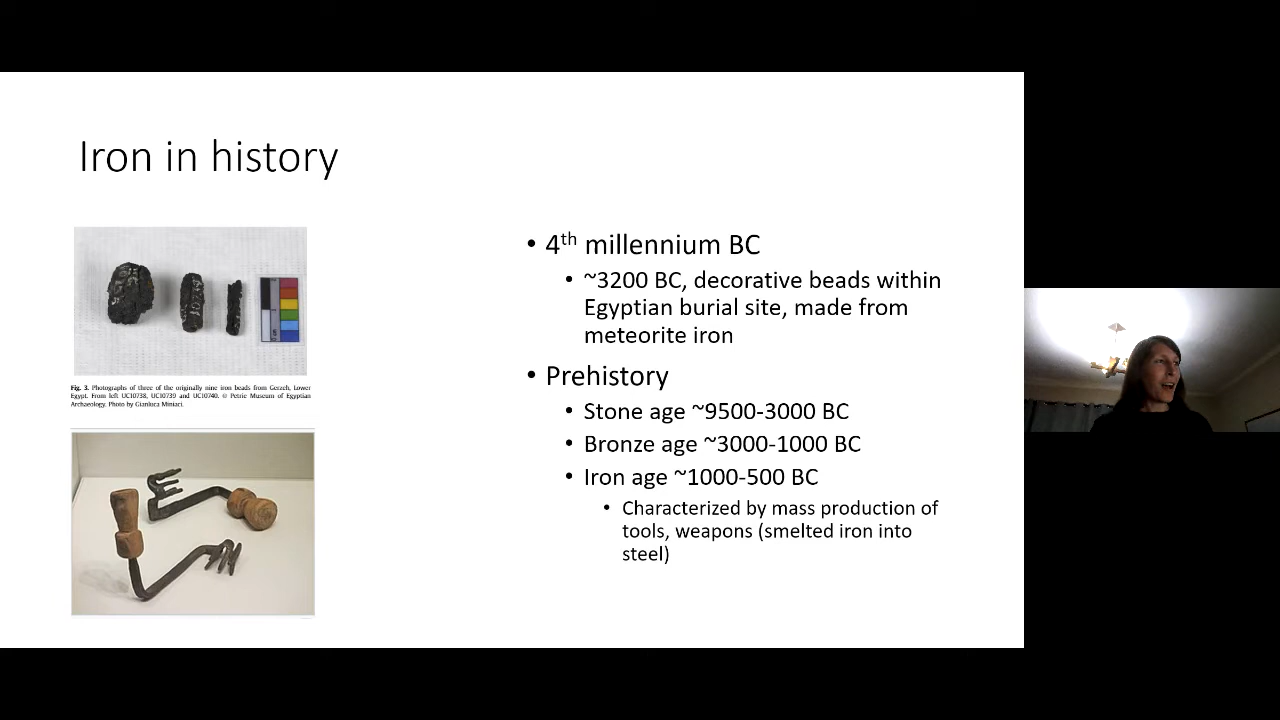 Iron in history
Fig. 3. Photographs of three of the originally nine iron beads from Gerzeh, Lower
Egypt. From left UC10738, UC10739 and UC10740. © Petrie Museum of Egyptian
Archaeology. Photo by Gianluca Miniaci.
• 4th millennium BC
• ~3200 BC, decorative beads within
Egyptian burial site, made from
meteorite iron
• Prehistory
• Stone age ~9500-3000 BC
• Bronze age ~3000-1000 BC
• Iron age ~1000-500 BC
• Characterized by mass production of
tools, weapons (smelted iron into
steel)